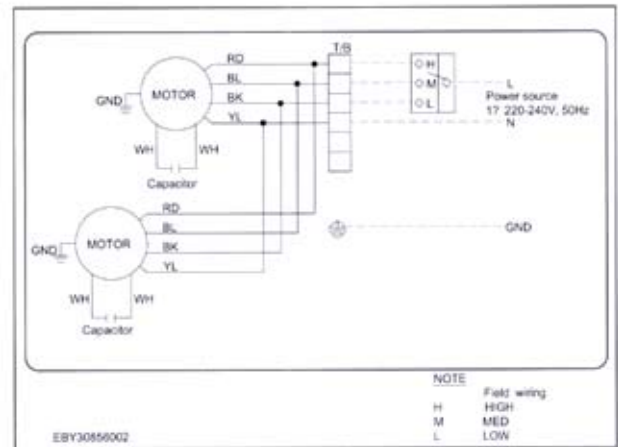 T/B
RD
BL
BK
YL
MOTOR
GND
WH WH
Capacitor
H
M
L
L
Power source
1? 220-240V, 50Hz
N
RD
BL
BK
YL
MOTOR
GND
WH WH
Capacitor
GND
NOTE
Field wiring
H HIGH
M MED
L LOW
EBY30856002